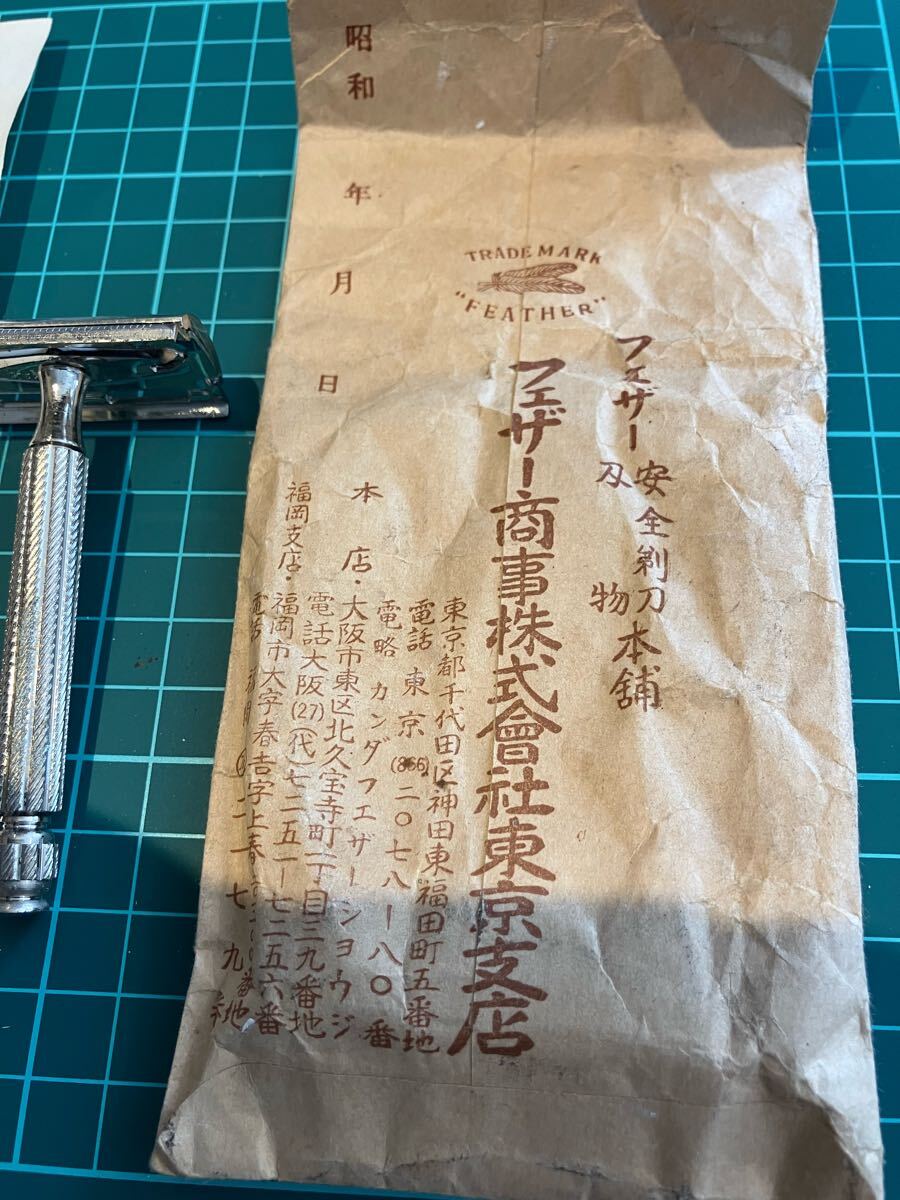 TRADE MARK
"FEATHER"
フェザー安全剃刀本舗
及 物
フェザー商事株式會社東京支店
東京都千代田区神田東福田町五番地
電話東京(866)二〇七八ー八〇番
電略 カンダフェザーショウジ
本店・大阪市東区北久宝寺町一丁目三九番地
電話大阪(27)(代)七二五一ー七二五六番
福岡支店・福岡市大字春吉字上春
番地
昭和 年 月 日